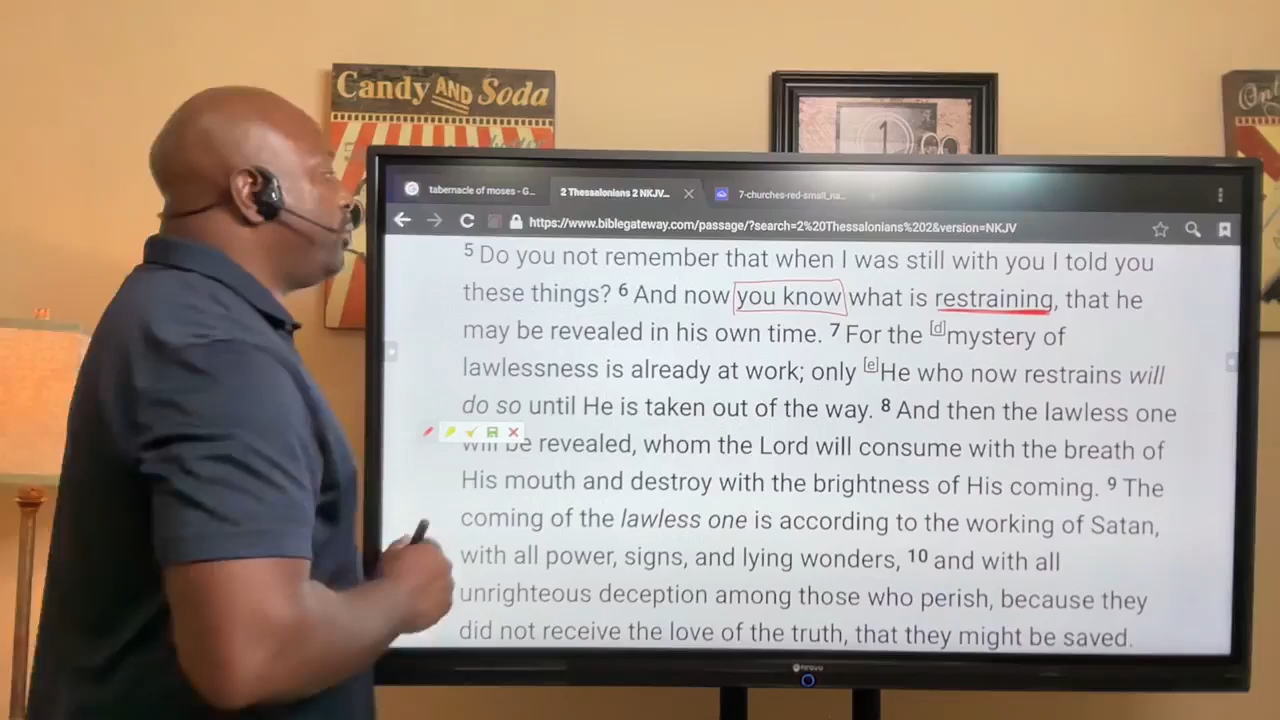 Candy AND Soda
1
tabernacle of moses - G...
2 Thessalonians 2 NKJV...
7-churches-red-small_na...
https://www.biblegateway.com/passage/?search=2%20Thessalonians%202&version=NKJV
5 Do you not remember that when I was still with you I told you
these things? 6 And now you know what is restraining, that he
may be revealed in his own time. 7 For the [d]mystery of
lawlessness is already at work; only [e]He who now restrains will
do so until He is taken out of the way. 8 And then the lawless one
will be revealed, whom the Lord will consume with the breath of
His mouth and destroy with the brightness of His coming. 9 The
coming of the lawless one is according to the working of Satan,
with all power, signs, and lying wonders, 10 and with all
unrighteous deception among those who perish, because they
did not receive the love of the truth, that they might be saved.